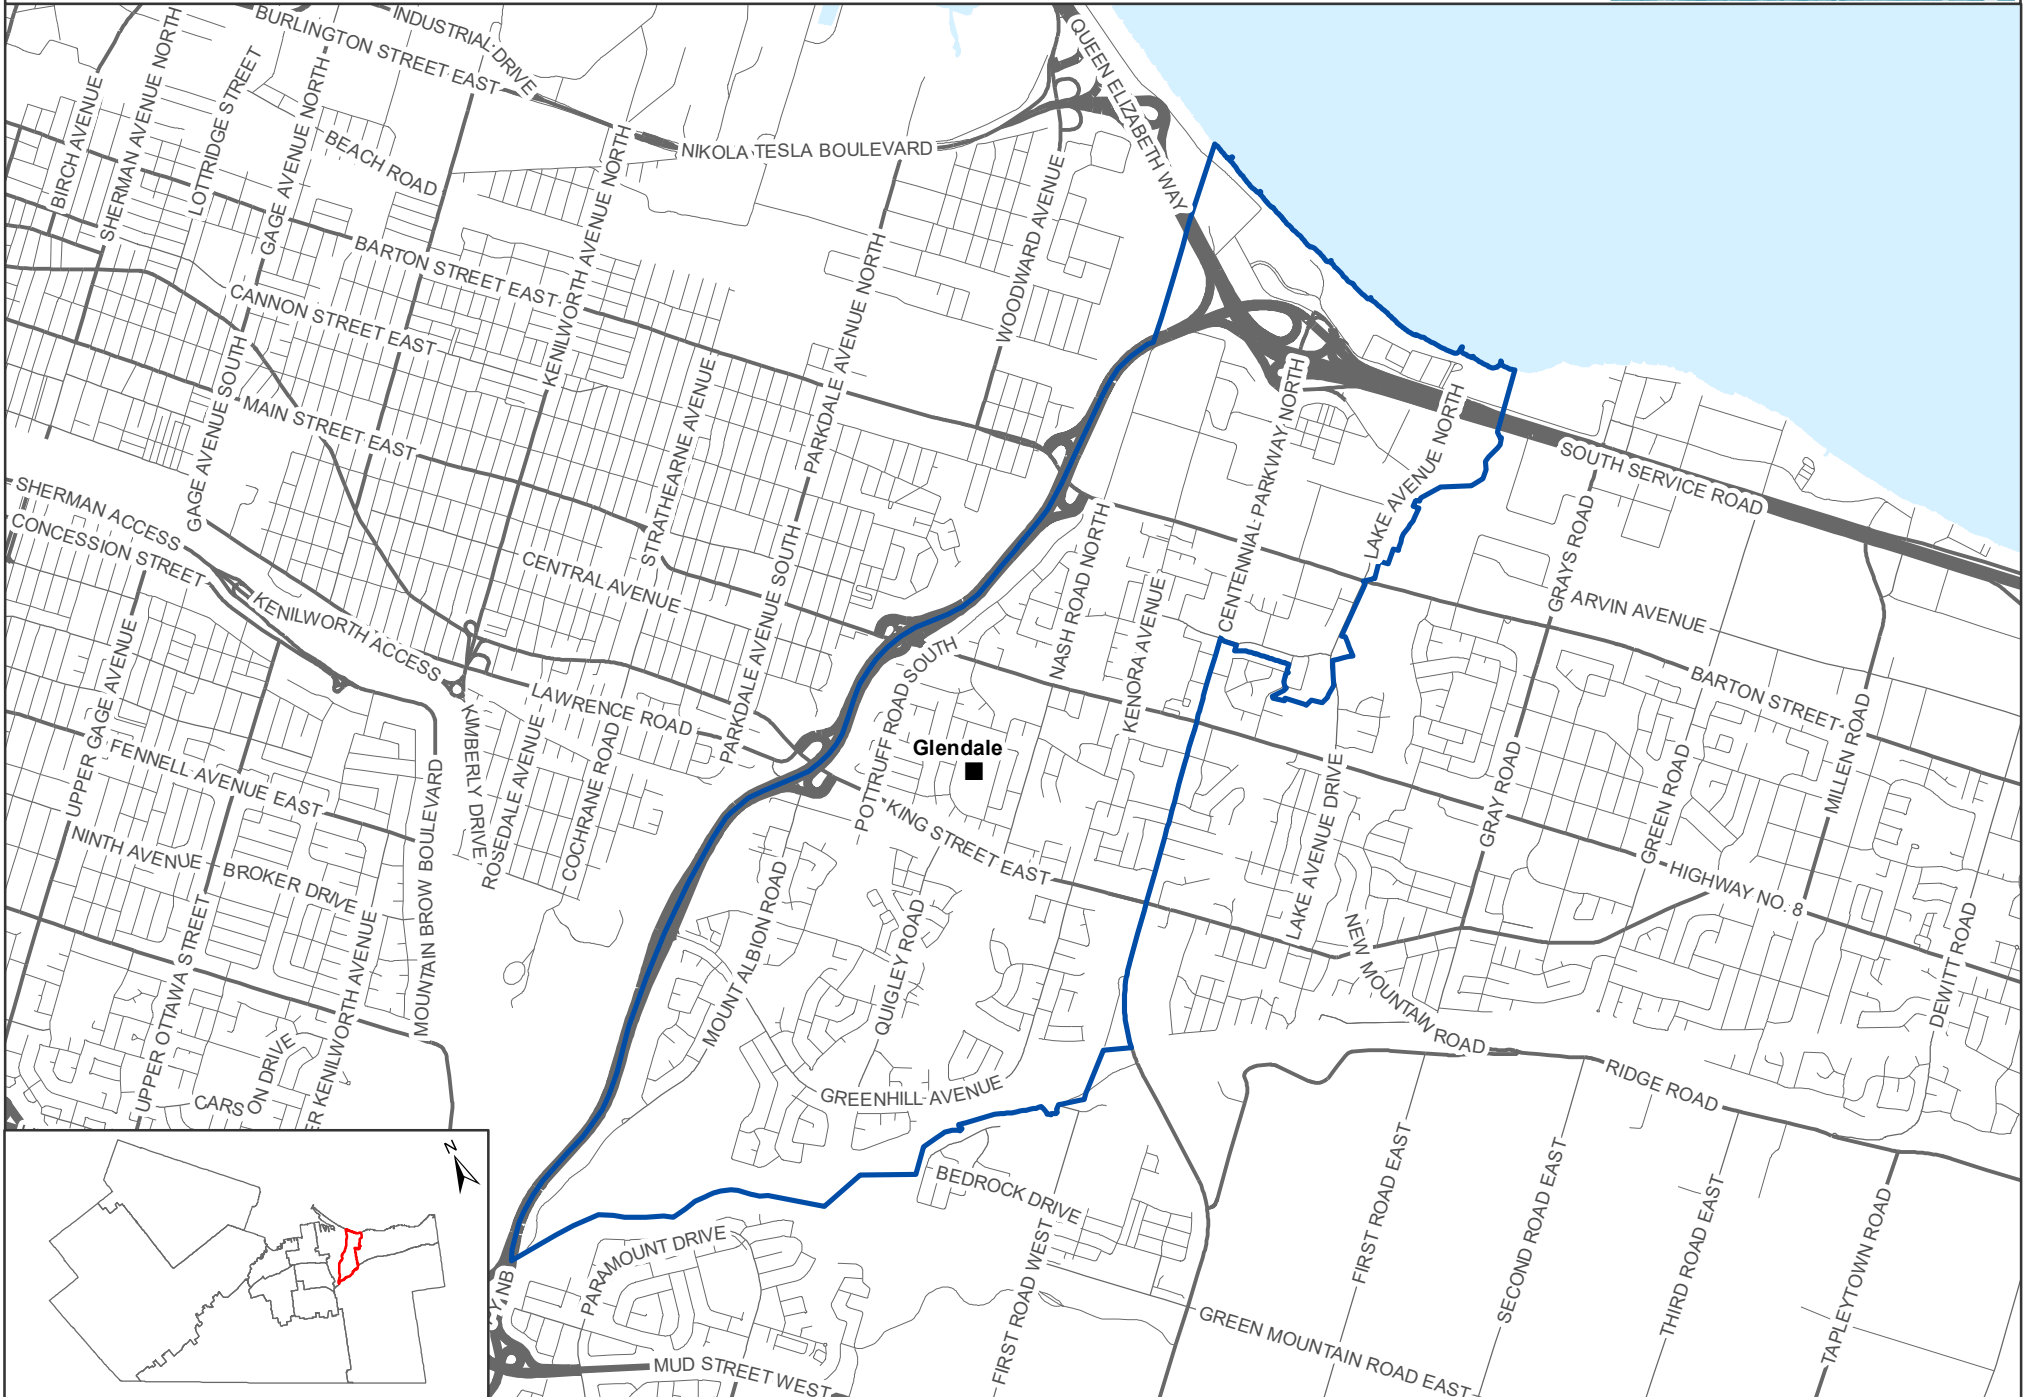 BURLINGTON STREET EAST
INDUSTRIAL DRIVE
QUEEN ELIZABETH WAY
BIRCH AVENUE
SHERMAN AVENUE NORTH
LOTTRIDGE STREET
GAGE AVENUE NORTH
BEACH ROAD
KENILWORTH AVENUE NORTH
NIKOLA TESLA BOULEVARD
WOODWARD AVENUE
BARTON STREET EAST
CANNON STREET EAST
PARKDALE AVENUE NORTH
GAGE AVENUE SOUTH
MAIN STREET EAST
STRATHEARNE AVENUE
CENTENNIAL PARKWAY NORTH
LAKE AVENUE NORTH
SOUTH SERVICE ROAD
SHERMAN ACCESS
CONCESSION STREET
KENILWORTH ACCESS
CENTRAL AVENUE
PARKDALE AVENUE SOUTH
NASH ROAD NORTH
KENORA AVENUE
GRAYS ROAD
ARVIN AVENUE
BARTON STREET
MILLEN ROAD
UPPER GAGE AVENUE
LAWRENCE ROAD
POTTRUFF ROAD SOUTH
KIMBERLY DRIVE
ROSEDALE AVENUE
COCHRANE ROAD
Glendale
FENNELL AVENUE EAST
MOUNTAIN BROW BOULEVARD
KING STREET EAST
LAKE AVENUE DRIVE
GRAY ROAD
GREEN ROAD
HIGHWAY NO. 8
NINTH AVENUE
BROKER DRIVE
MOUNT ALBION ROAD
QUIGLEY ROAD
NEW MOUNTAIN ROAD
DEWITT ROAD
UPPER OTTAWA STREET
ER KENILWORTH AVENUE
CARS
ON DRIVE
GREENHILL AVENUE
RIDGE ROAD
BEDROCK DRIVE
PARAMOUNT DRIVE
FIRST ROAD WEST
FIRST ROAD EAST
SECOND ROAD EAST
THIRD ROAD EAST
TAPLEYTOWN ROAD
GREEN MOUNTAIN ROAD EAST
MUD STREET WEST
Y NB
N